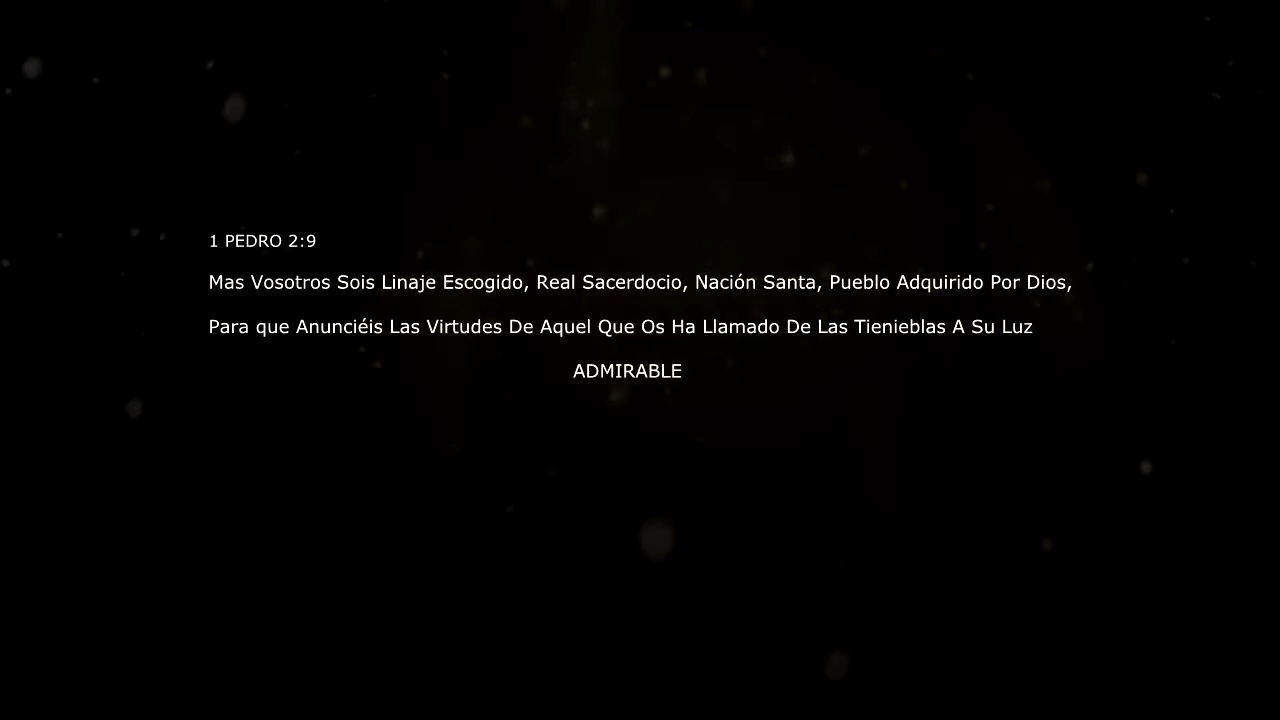 1 PEDRO 2:9
Mas Vosotros Sois Linaje Escogido, Real Sacerdocio, Nación Santa, Pueblo Adquirido Por Dios,
Para que Anunciéis Las Virtudes De Aquel Que Os Ha Llamado De Las Tienieblas A Su Luz
ADMIRABLE